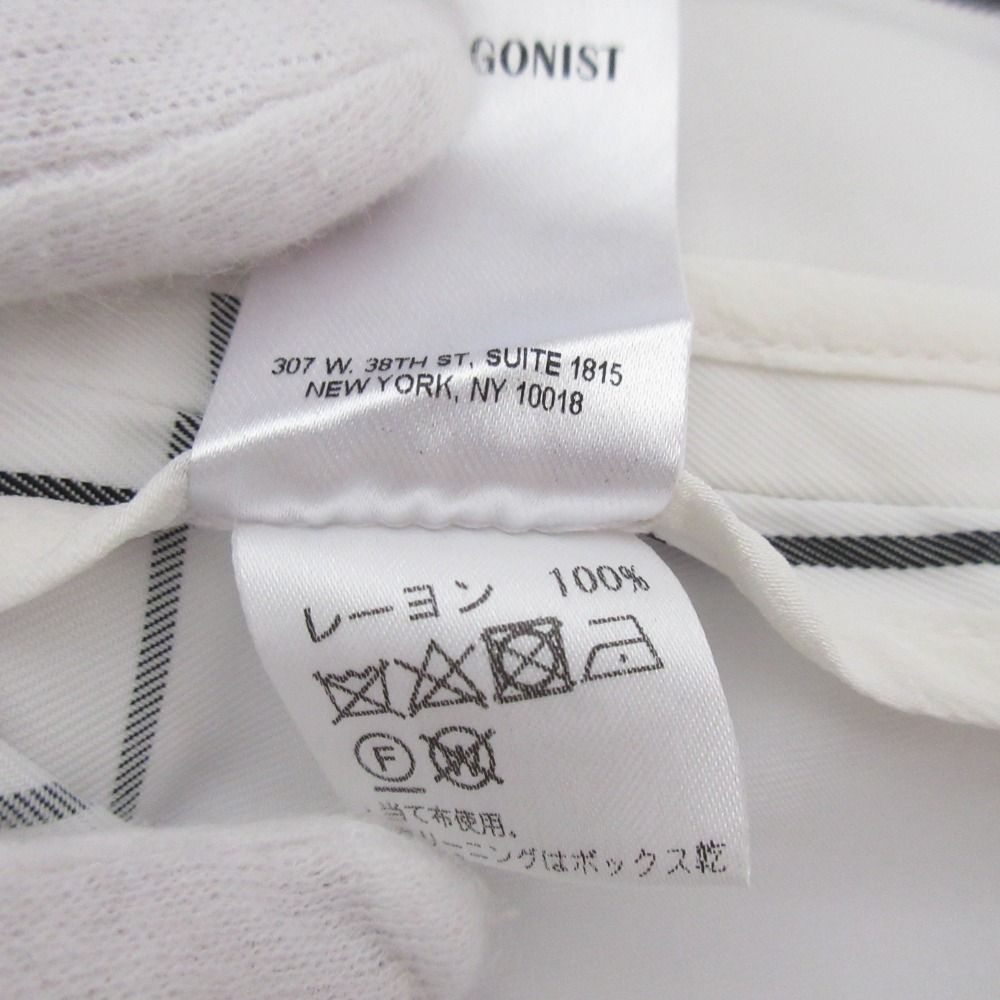 GONIST
307 W. 38TH ST, SUITE 1815
NEW YORK, NY 10018
レーヨン 100%
F W
当て布使用.
リーニングはボックス乾